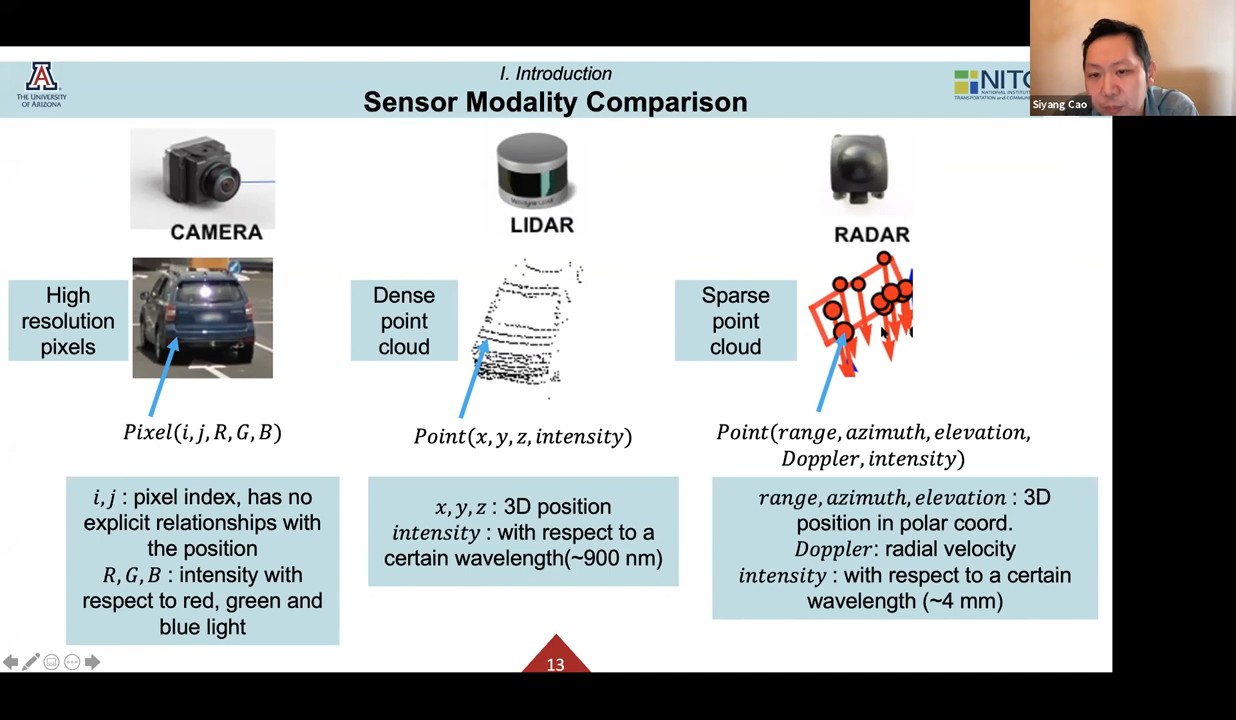 I. Introduction
Sensor Modality Comparison
THE UNIVERSITY
OF ARIZONA
NITC
Siyang Cao
CAMERA
LIDAR
RADAR
High
resolution
pixels
Dense
point
cloud
Sparse
point
cloud
Pixel(i, j, R, G, B)
Point(x, y, z, intensity)
Point(range, azimuth, elevation,
Doppler, intensity)
i, j : pixel index, has no
explicit relationships with
the position
R, G, B : intensity with
respect to red, green and
blue light
x, y, z : 3D position
intensity : with respect to a
certain wavelength(~900 nm)
range, azimuth, elevation : 3D
position in polar coord.
Doppler: radial velocity
intensity : with respect to a certain
wavelength (~4 mm)
13